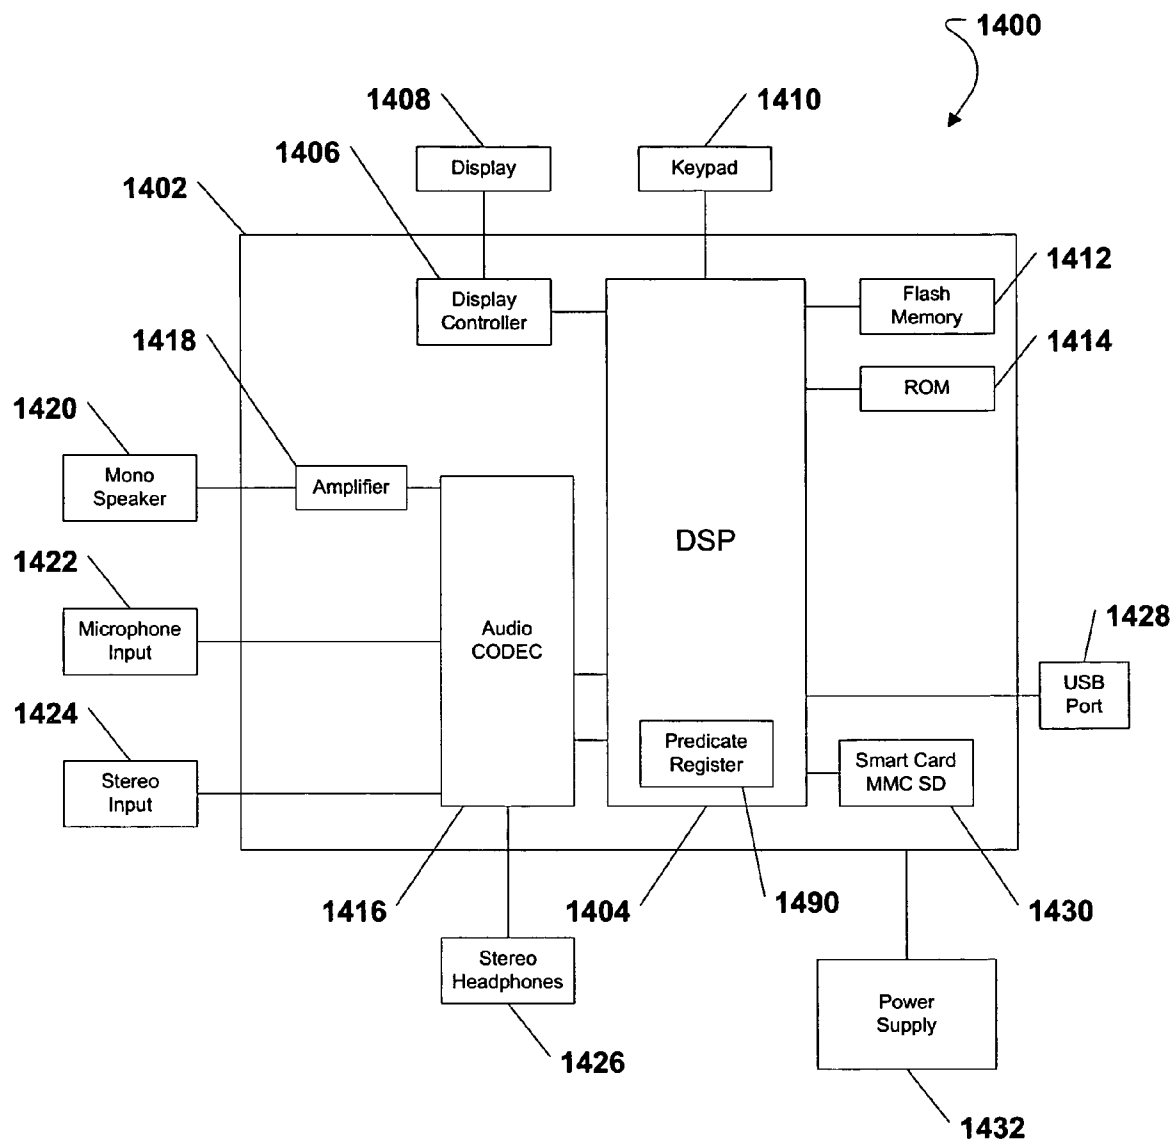 1400
1408
1410
1406
Display
Keypad
1402
1412
Display
Controller
Flash
Memory
1418
1414
ROM
1420
Mono
Speaker
Amplifier
DSP
1422
Microphone
Input
Audio
CODEC
1428
USB
Port
1424
Stereo
Input
Predicate
Register
Smart Card
MMC SD
1416
1404
1490
1430
Stereo
Headphones
Power
Supply
1426
1432